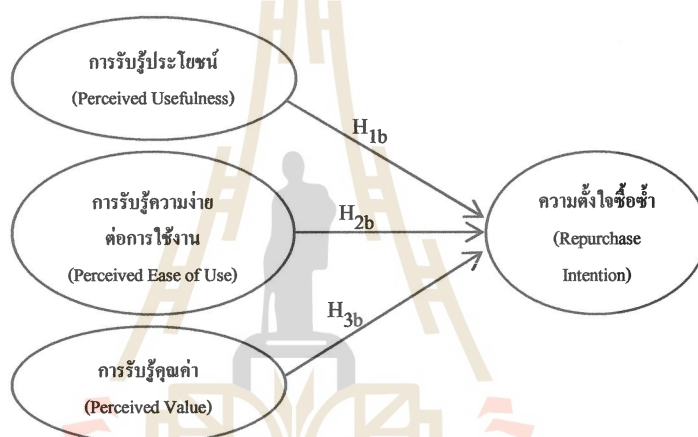 การรับรู้ประโยชน์
(Perceived Usefulness)
H1b
การรับรู้ความง่าย
ต่อการใช้งาน
(Perceived Ease of Use)
H2b
ความตั้งใจซื้อซ้ำ
(Repurchase
Intention)
H3b
การรับรู้คุณค่า
(Perceived Value)